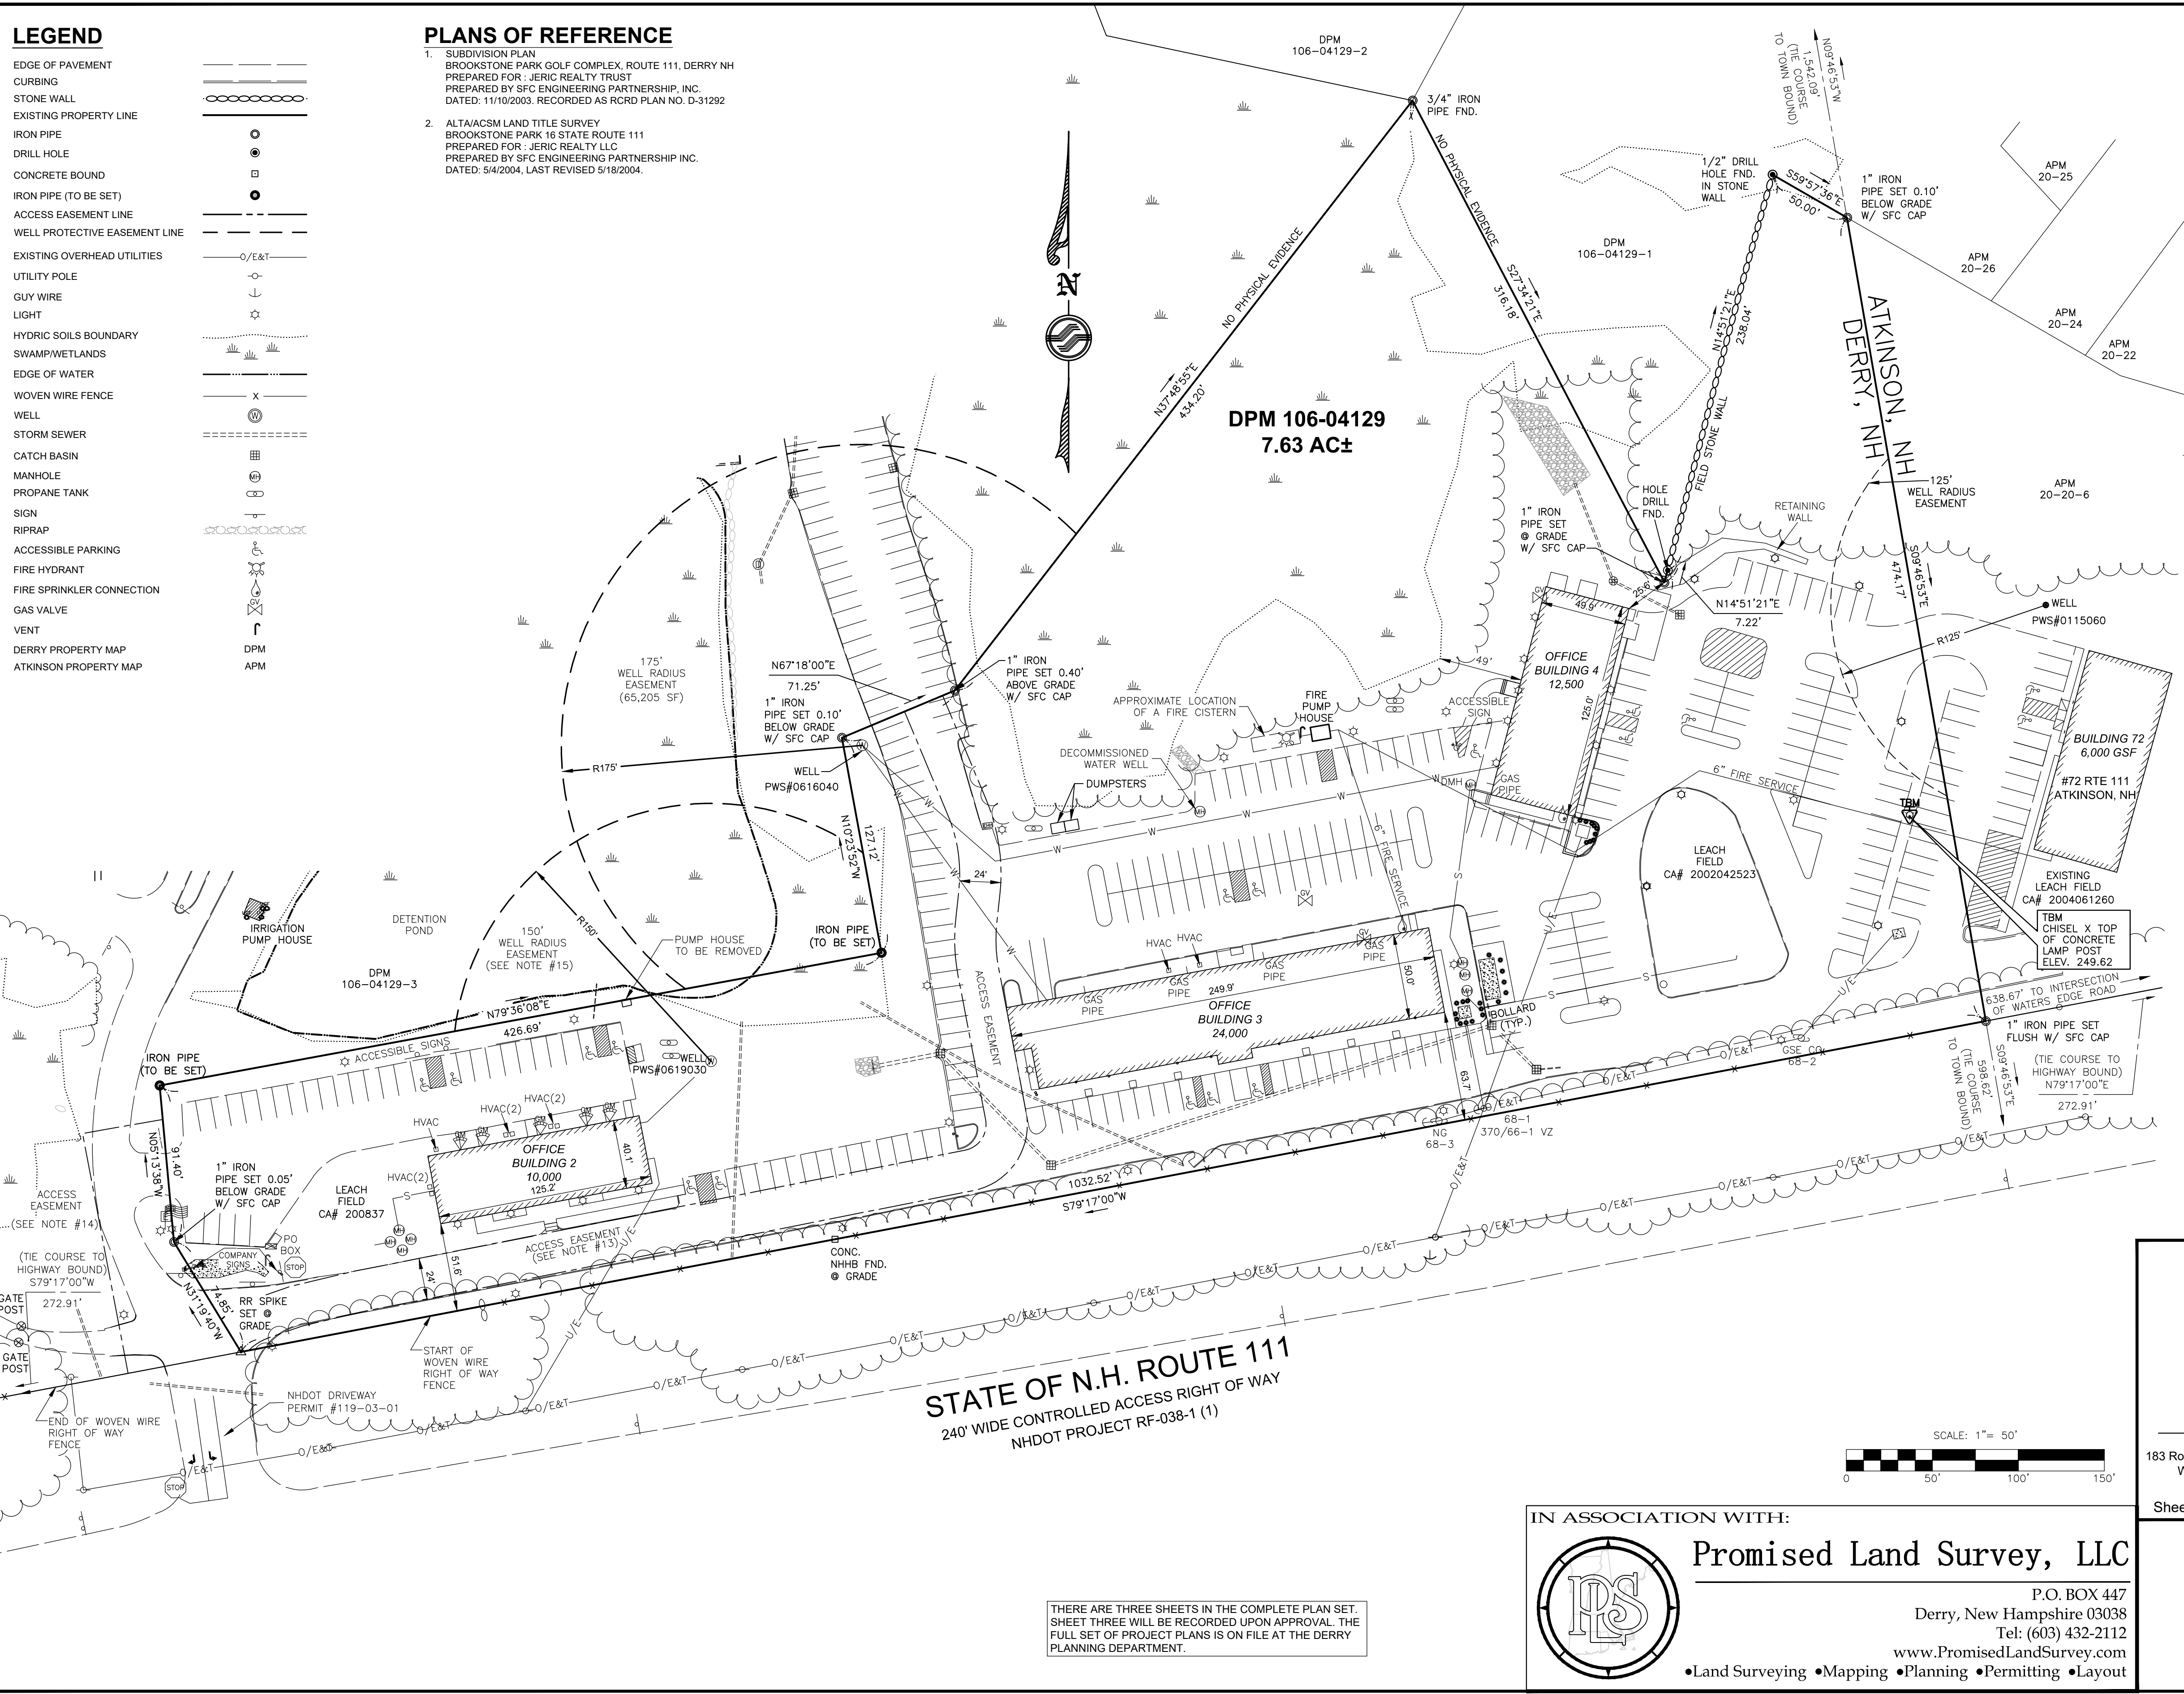 LEGEND
EDGE OF PAVEMENT
CURBING
STONE WALL
EXISTING PROPERTY LINE
IRON PIPE
DRILL HOLE
CONCRETE BOUND
IRON PIPE (TO BE SET)
ACCESS EASEMENT LINE
WELL PROTECTIVE EASEMENT LINE
EXISTING OVERHEAD UTILITIES
O/E&T
UTILITY POLE
GUY WIRE
LIGHT
HYDRIC SOILS BOUNDARY
SWAMP/WETLANDS
EDGE OF WATER
WOVEN WIRE FENCE
X
WELL
W
STORM SEWER
CATCH BASIN
MANHOLE
MH
PROPANE TANK
SIGN
RIPRAP
ACCESSIBLE PARKING
FIRE HYDRANT
FIRE SPRINKLER CONNECTION
GAS VALVE
GV
VENT
DERRY PROPERTY MAP DPM
ATKINSON PROPERTY MAP APM
PLANS OF REFERENCE
1. SUBDIVISION PLAN
BROOKSTONE PARK GOLF COMPLEX, ROUTE 111, DERRY NH
PREPARED FOR : JERIC REALTY TRUST
PREPARED BY SFC ENGINEERING PARTNERSHIP, INC.
DATED: 11/10/2003. RECORDED AS RCRD PLAN NO. D-31292
2. ALTA/ACSM LAND TITLE SURVEY
BROOKSTONE PARK 16 STATE ROUTE 111
PREPARED FOR : JERIC REALTY LLC
PREPARED BY SFC ENGINEERING PARTNERSHIP INC.
DATED: 5/4/2004, LAST REVISED 5/18/2004.
N
DPM
106-04129-2
3/4" IRON
PIPE FND.
NO PHYSICAL EVIDENCE
N37°48'55"E
434.20'
NO PHYSICAL EVIDENCE
S27°34'21"E
316.18'
DPM
106-04129-1
1/2" DRILL
HOLE FND.
IN STONE
WALL
S59°57'36"E
50.00'
1" IRON
PIPE SET 0.10'
BELOW GRADE
W/ SFC CAP
N09°46'53"W
1,542.09'
(TIE COURSE
TO TOWN BOUND)
APM
20-25
APM
20-26
APM
20-24
APM
20-22
N14°51'21"E
238.04'
FIELD STONE WALL
ATKINSON, NH
DERRY, NH
125'
WELL RADIUS
EASEMENT
APM
20-20-6
S09°46'53"E
474.17'
DPM 106-04129
7.63 AC±
HOLE
DRILL
FND.
1" IRON
PIPE SET
@ GRADE
W/ SFC CAP
RETAINING
WALL
N14°51'21"E
7.22'
WELL
PWS#0115060
R125'
25.6'
49.9'
GV
OFFICE
BUILDING 4
12,500
125.0'
49'
ACCESSIBLE
SIGN
FIRE
PUMP
HOUSE
APPROXIMATE LOCATION
OF A FIRE CISTERN
DECOMMISSIONED
WATER WELL
DUMPSTERS
DMH
GAS
PIPE
6" FIRE SERVICE
6" FIRE SERVICE
BUILDING 72
6,000 GSF
#72 RTE 111
ATKINSON, NH
TBM
LEACH
FIELD
CA# 2002042523
EXISTING
LEACH FIELD
CA# 2004061260
TBM
CHISEL X TOP
OF CONCRETE
LAMP POST
ELEV. 249.62
638.67' TO INTERSECTION
OF WATERS EDGE ROAD
1" IRON PIPE SET
FLUSH W/ SFC CAP
(TIE COURSE TO
HIGHWAY BOUND)
N79°17'00"E
272.91'
S09°46'53"E
598.62'
(TIE COURSE
TO TOWN BOUND)
175'
WELL RADIUS
EASEMENT
(65,205 SF)
N67°18'00"E
71.25'
1" IRON
PIPE SET 0.10'
BELOW GRADE
W/ SFC CAP
1" IRON
PIPE SET 0.40'
ABOVE GRADE
W/ SFC CAP
R175'
WELL
PWS#0616040
127.12'
N10°23'52"W
24'
ACCESS EASEMENT
IRON PIPE
(TO BE SET)
PUMP HOUSE
TO BE REMOVED
150'
WELL RADIUS
EASEMENT
(SEE NOTE #15)
R150'
DETENTION
POND
IRRIGATION
PUMP HOUSE
DPM
106-04129-3
N79°36'08"E
426.69'
ACCESSIBLE SIGNS
IRON PIPE
(TO BE SET)
WELL
PWS#0619030
HVAC
HVAC
GV
GAS
PIPE
GAS
PIPE
GAS
PIPE
GAS
PIPE
GAS
PIPE
249.9'
50.0'
OFFICE
BUILDING 3
24,000
BOLLARD
(TYP.)
63.7'
U/E
GSE CO
68-2
68-1
370/66-1 VZ
NG
68-3
HVAC
HVAC(2)
HVAC(2)
GM GM GM GM
HVAC(2)
OFFICE
BUILDING 2
10,000
125.2'
40.1'
N05°13'38"W
91.40'
1" IRON
PIPE SET 0.05'
BELOW GRADE
W/ SFC CAP
LEACH
FIELD
CA# 200837
PO
BOX
COMPANY
SIGNS
STOP
N31°19'40"W
74.85'
RR SPIKE
SET @
GRADE
24'
51.6'
ACCESS EASEMENT
(SEE NOTE #13)
U/E
1032.52'
S79°17'00"W
CONC.
NHHB FND.
@ GRADE
ACCESS
EASEMENT
(SEE NOTE #14)
(TIE COURSE TO
HIGHWAY BOUND)
S79°17'00"W
272.91'
GATE
POST
GATE
POST
START OF
WOVEN WIRE
RIGHT OF WAY
FENCE
NHDOT DRIVEWAY
PERMIT #119-03-01
END OF WOVEN WIRE
RIGHT OF WAY
FENCE
STOP
U/E
O/E&T
STATE OF N.H. ROUTE 111
240' WIDE CONTROLLED ACCESS RIGHT OF WAY
NHDOT PROJECT RF-038-1 (1)
SCALE: 1"= 50'
0 50' 100' 150'
183 Ro
W
Shee
IN ASSOCIATION WITH:
PLS
Promised Land Survey, LLC
P.O. BOX 447
Derry, New Hampshire 03038
Tel: (603) 432-2112
www.PromisedLandSurvey.com
●Land Surveying ●Mapping ●Planning ●Permitting ●Layout
THERE ARE THREE SHEETS IN THE COMPLETE PLAN SET.
SHEET THREE WILL BE RECORDED UPON APPROVAL. THE
FULL SET OF PROJECT PLANS IS ON FILE AT THE DERRY
PLANNING DEPARTMENT.